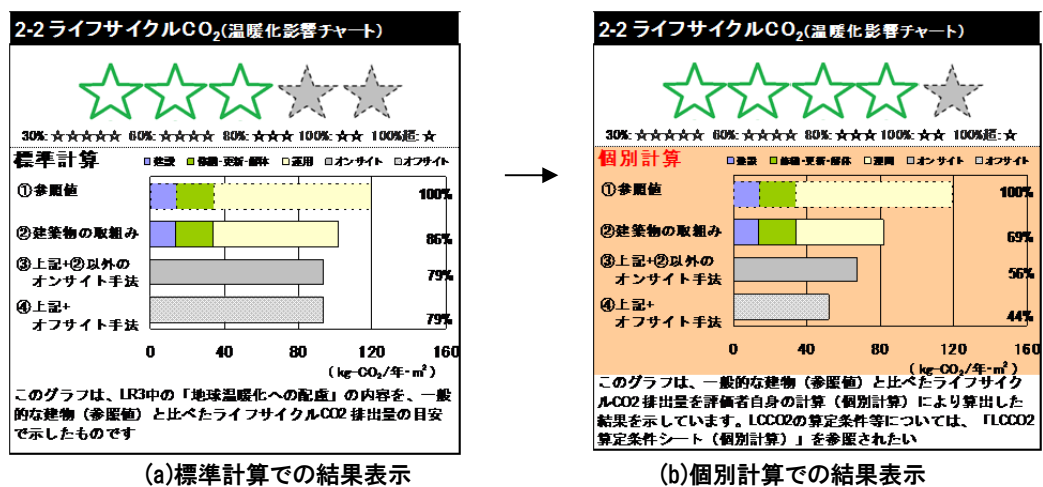 2-2 ライフサイクルCO2(温暖化影響チャート)
30%: ☆☆☆☆☆ 60%: ☆☆☆☆ 80%: ☆☆☆ 100%: ☆☆ 100%超: ☆
標準計算
建設 修繕・更新・解体 運用 オンサイト オフサイト
①参照値 100%
②建築物の取組み 86%
③上記+②以外の
オンサイト手法 79%
④上記+
オフサイト手法 79%
0 40 80 120 160
(kg-CO2/年・m²)
このグラフは、LR3中の「地球温暖化への配慮」の内容を、一般
的な建物(参照値)と比べたライフサイクルCO2 排出量の目安
で示したものです
(a)標準計算での結果表示
2-2 ライフサイクルCO2(温暖化影響チャート)
30%: ☆☆☆☆☆ 60%: ☆☆☆☆ 80%: ☆☆☆ 100%: ☆☆ 100%超: ☆
個別計算
建設 修繕・更新・解体 運用 オンサイト オフサイト
①参照値 100%
②建築物の取組み 69%
③上記+②以外の
オンサイト手法 56%
④上記+
オフサイト手法 44%
0 40 80 120 160
(kg-CO2/年・m²)
このグラフは、一般的な建物(参照値)と比べたライフサイク
ルCO2 排出量を評価者自身の計算(個別計算)により算出した
結果を示しています。LCCO2の算定条件等については、「LCCO2
算定条件シート(個別計算)」を参照されたい
(b)個別計算での結果表示